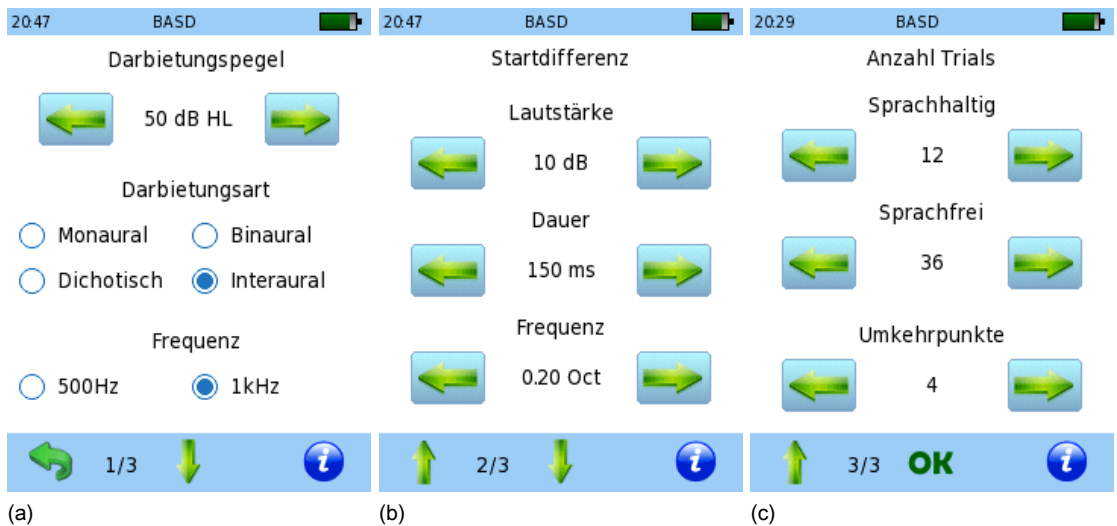 20:47 BASD
Darbietungspegel
50 dB HL
Darbietungsart
Monaural Binaural
Dichotisch Interaural
Frequenz
500Hz 1kHz
1/3 i
(a)
20:47 BASD
Startdifferenz
Lautstärke
10 dB
Dauer
150 ms
Frequenz
0.20 Oct
2/3 i
(b)
20:29 BASD
Anzahl Trials
Sprachhaltig
12
Sprachfrei
36
Umkehrpunkte
4
3/3 OK i
(c)